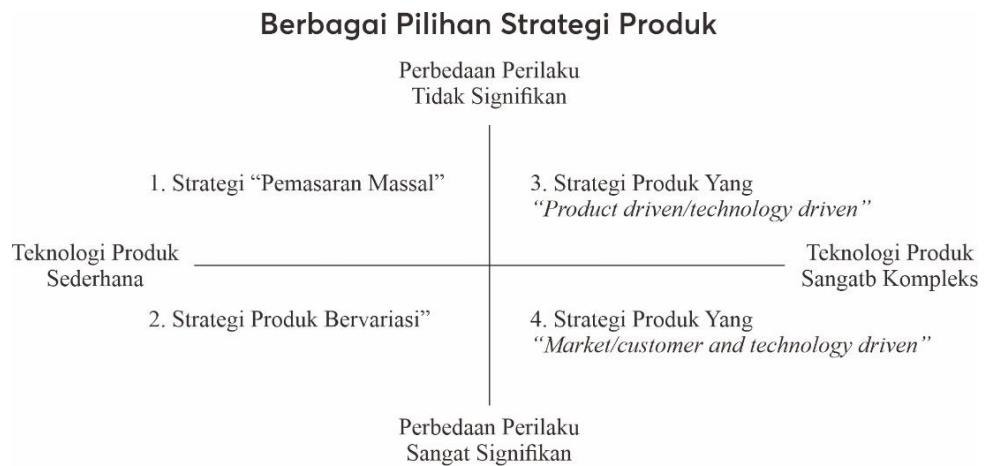 Berbagai Pilihan Strategi Produk
Perbedaan Perilaku
Tidak Signifikan
1. Strategi “Pemasaran Massal”
3. Strategi Produk Yang
“Product driven/technology driven”
Teknologi Produk
Sederhana
Teknologi Produk
Sangatb Kompleks
2. Strategi Produk Bervariasi”
4. Strategi Produk Yang
“Market/customer and technology driven”
Perbedaan Perilaku
Sangat Signifikan